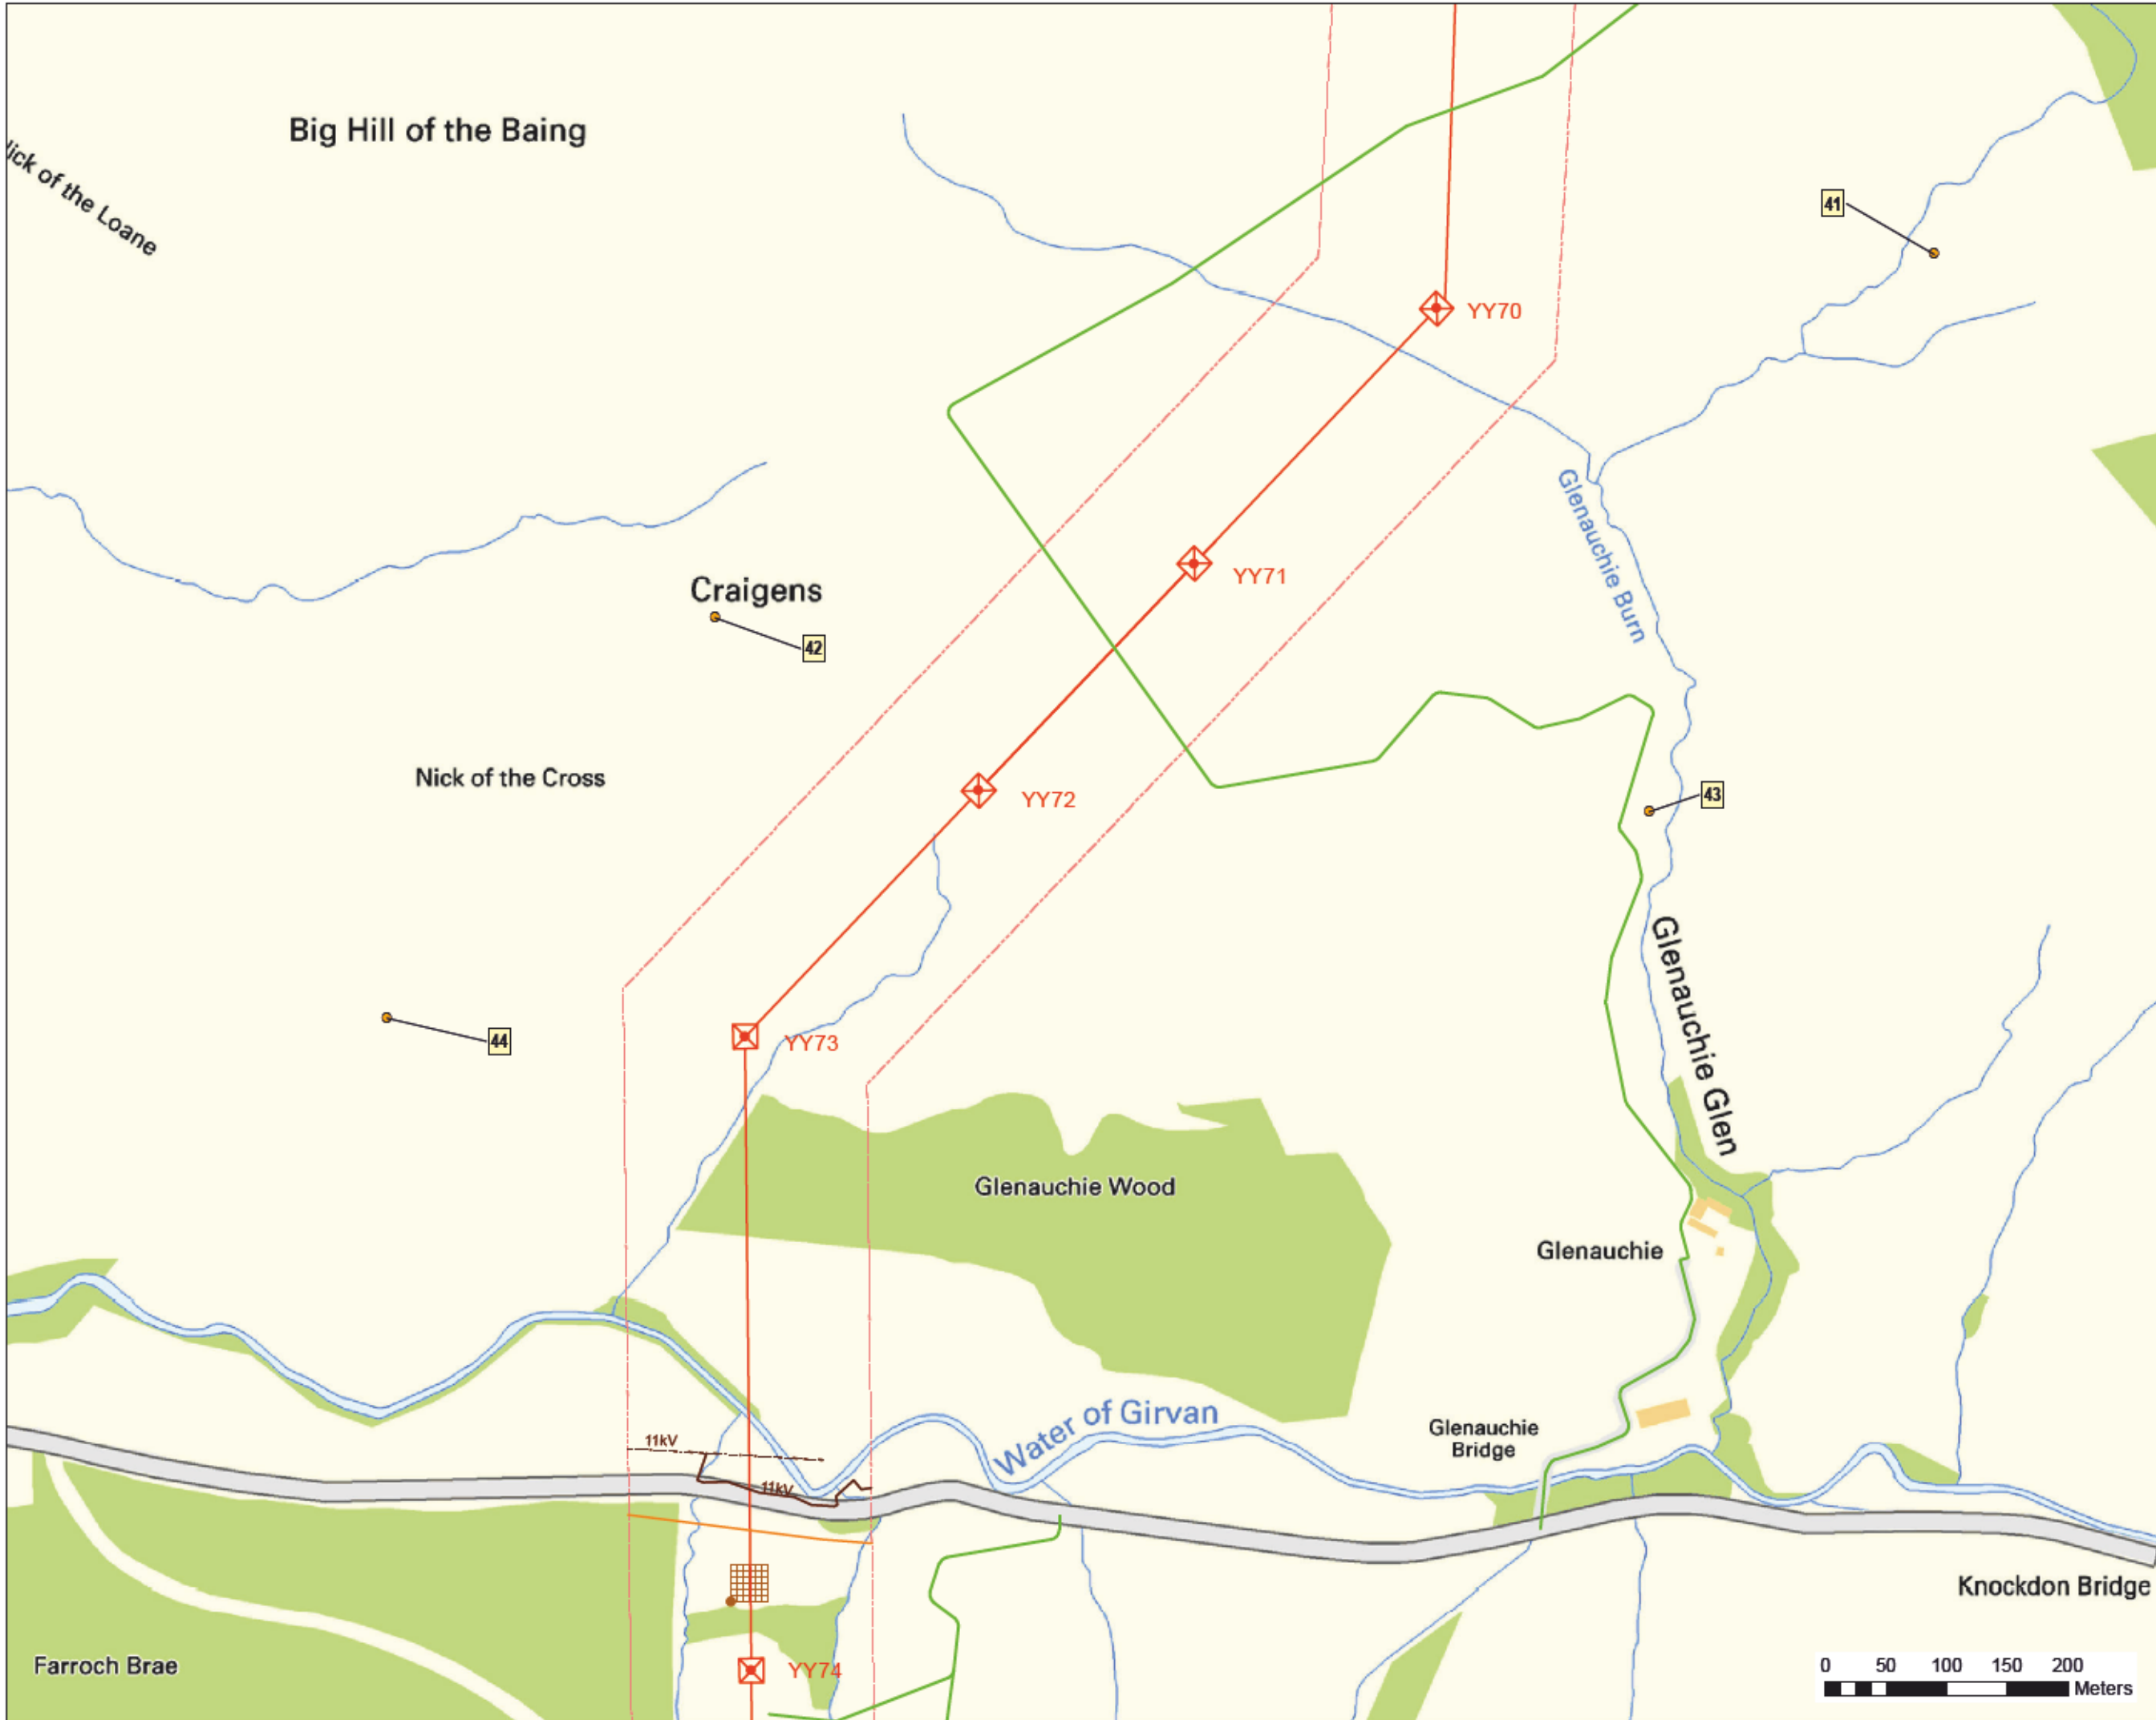 Big Hill of the Baing
lick of the Loane
41
YY70
Glenauchie Burn
YY71
Craigens
42
Nick of the Cross
YY72
43
Glenauchie Glen
44
YY73
Glenauchie Wood
Glenauchie
Water of Girvan
Glenauchie
Bridge
11kV
11kV
Knockdon Bridge
Farroch Brae
YY74
0 50 100 150 200
Meters